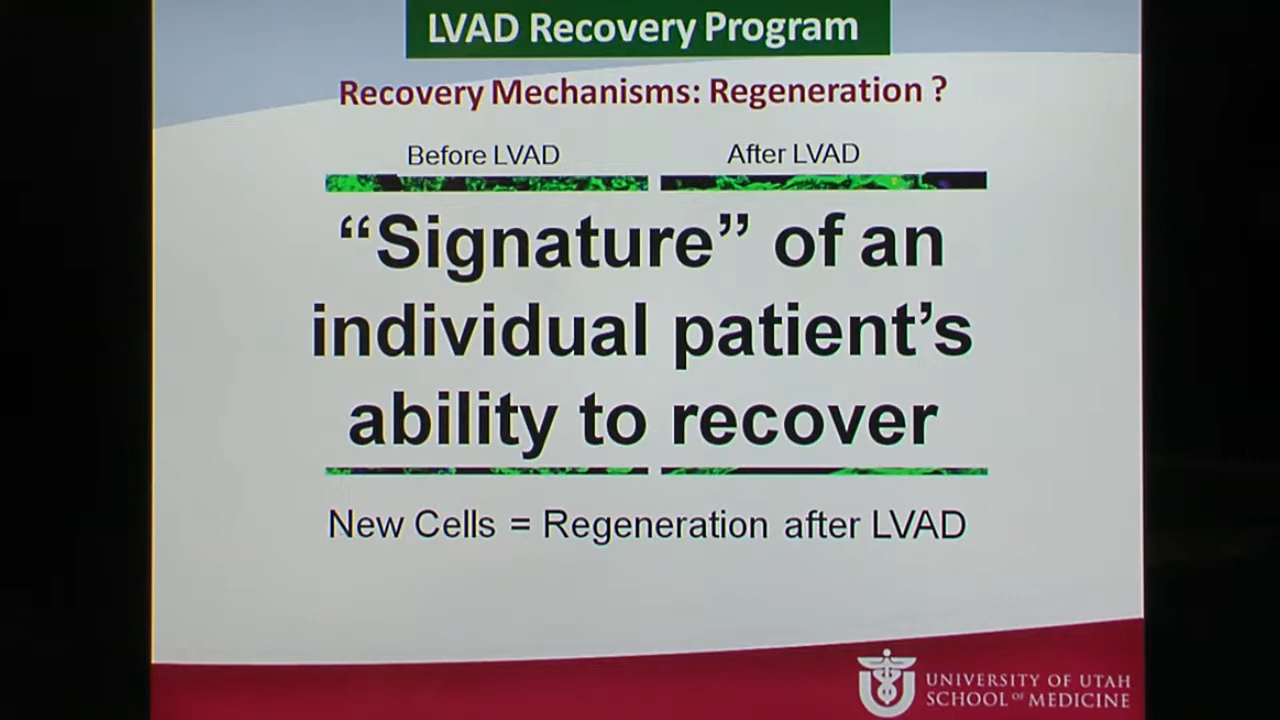 LVAD Recovery Program
Recovery Mechanisms: Regeneration ?
Before LVAD
After LVAD
“Signature” of an
individual patient’s
ability to recover
New Cells = Regeneration after LVAD
UNIVERSITY OF UTAH
SCHOOL OF MEDICINE